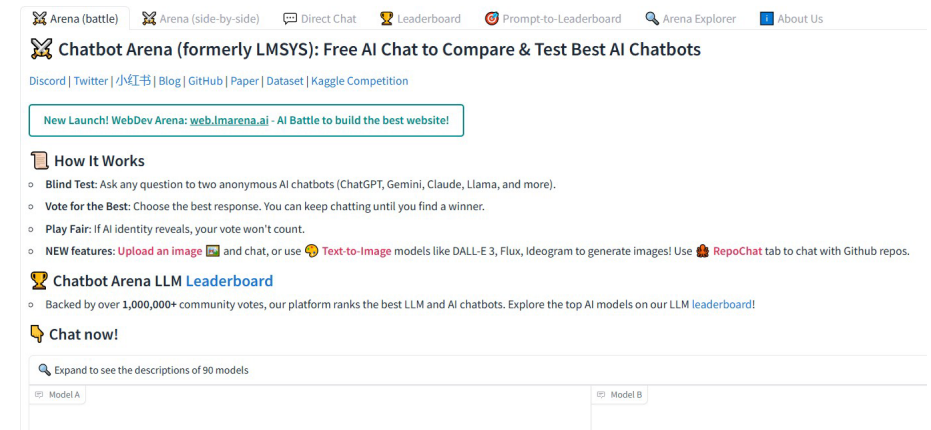 Arena (battle) Arena (side-by-side) Direct Chat Leaderboard Prompt-to-Leaderboard Arena Explorer About Us
Chatbot Arena (formerly LMSYS): Free AI Chat to Compare & Test Best AI Chatbots
Discord | Twitter | 小红书 | Blog | GitHub | Paper | Dataset | Kaggle Competition
New Launch! WebDev Arena: web.lmarena.ai - AI Battle to build the best website!
How It Works
Blind Test: Ask any question to two anonymous AI chatbots (ChatGPT, Gemini, Claude, Llama, and more).
Vote for the Best: Choose the best response. You can keep chatting until you find a winner.
Play Fair: If AI identity reveals, your vote won't count.
NEW features: Upload an image and chat, or use Text-to-Image models like DALL-E 3, Flux, Ideogram to generate images! Use RepoChat tab to chat with Github repos.
Chatbot Arena LLM Leaderboard
Backed by over 1,000,000+ community votes, our platform ranks the best LLM and AI chatbots. Explore the top AI models on our LLM leaderboard!
Chat now!
Expand to see the descriptions of 90 models
Model A Model B